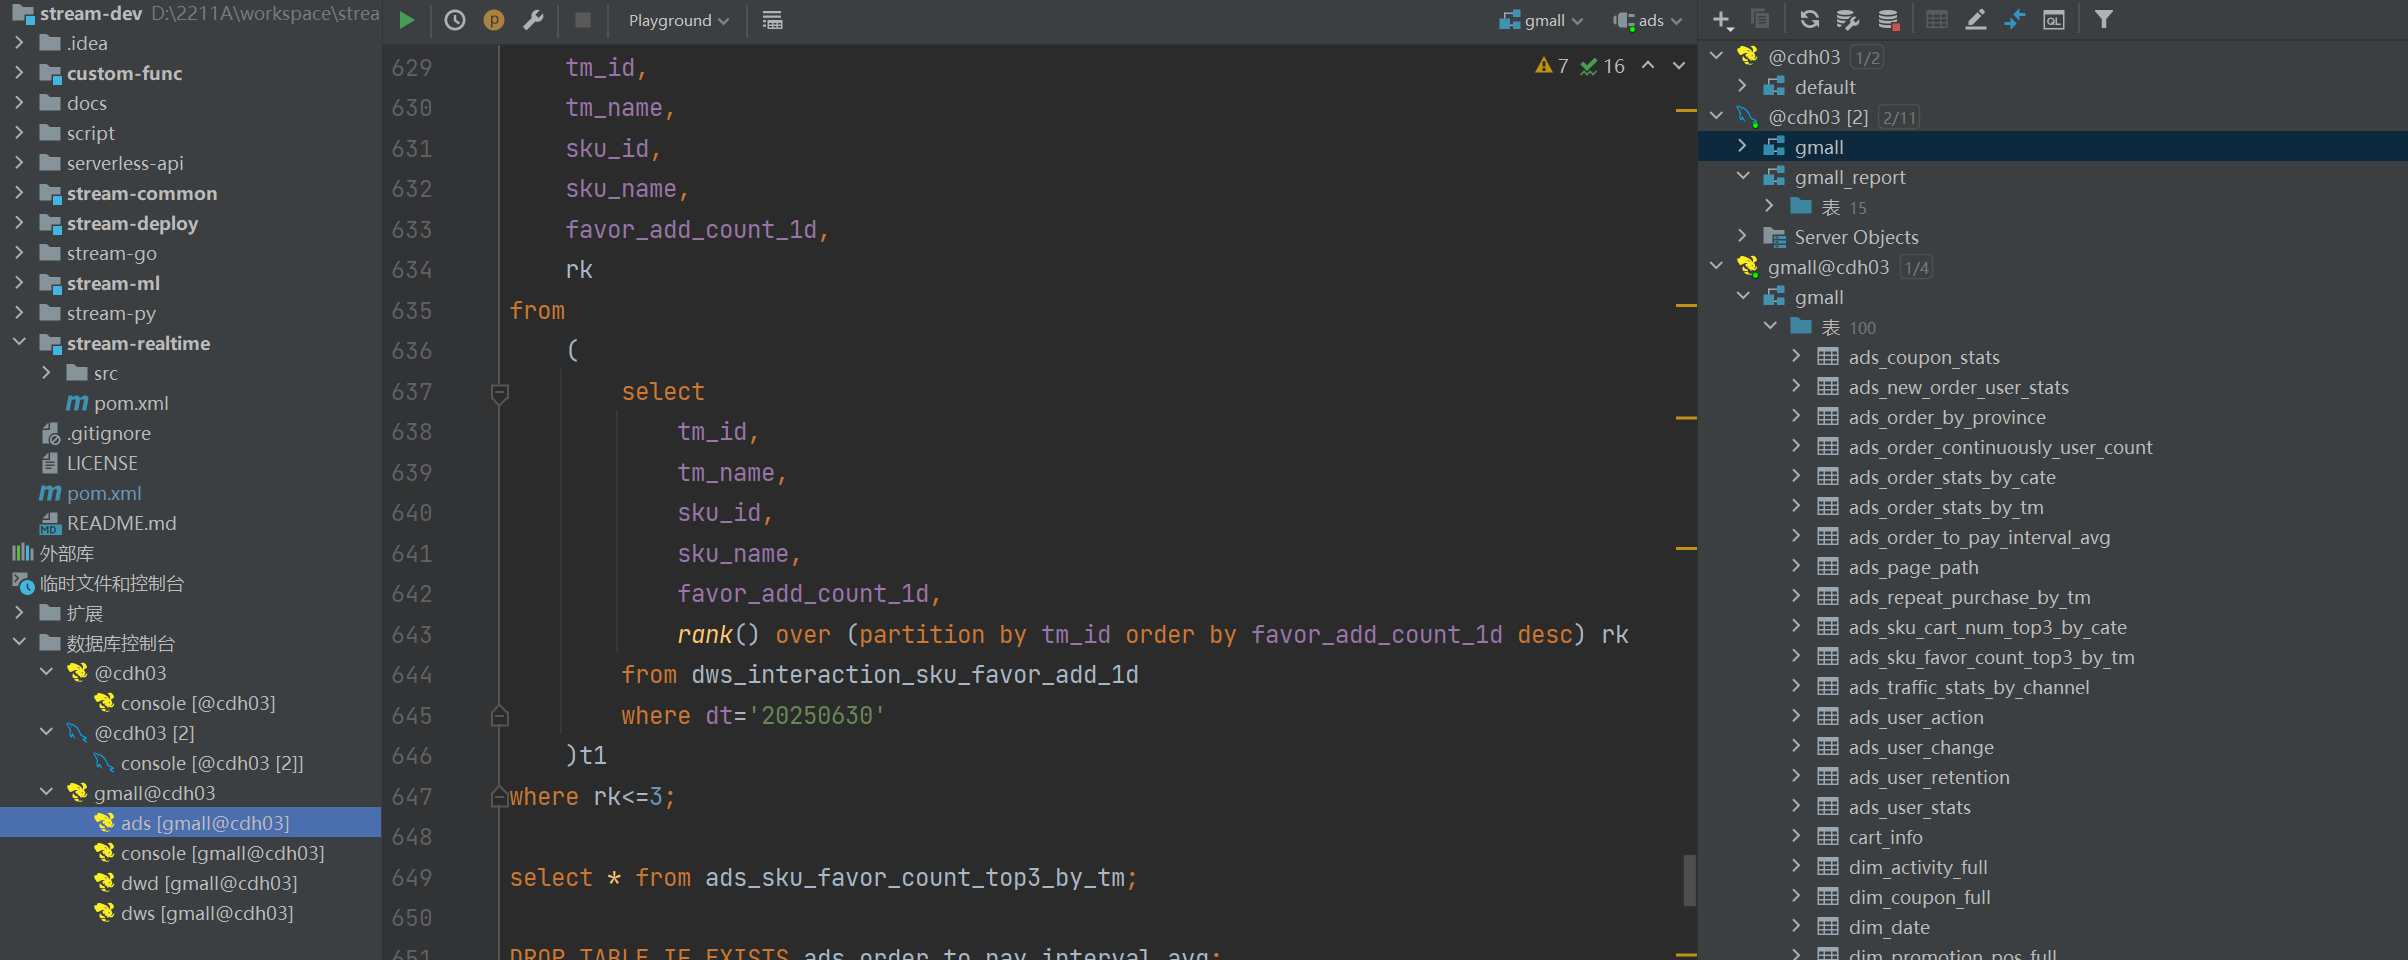 stream-dev D:\2211A\workspace\strea
.idea
custom-func
docs
script
serverless-api
stream-common
stream-deploy
stream-go
stream-ml
stream-py
stream-realtime
src
pom.xml
.gitignore
LICENSE
pom.xml
README.md
外部库
临时文件和控制台
扩展
数据库控制台
@cdh03
console [@cdh03]
@cdh03 [2]
console [@cdh03 [2]]
gmall@cdh03
ads [gmall@cdh03]
console [gmall@cdh03]
dwd [gmall@cdh03]
dws [gmall@cdh03]
Playground
gmall
ads
7 16
629 tm_id,
630 tm_name,
631 sku_id,
632 sku_name,
633 favor_add_count_1d,
634 rk
635 from
636 (
637 select
638 tm_id,
639 tm_name,
640 sku_id,
641 sku_name,
642 favor_add_count_1d,
643 rank() over (partition by tm_id order by favor_add_count_1d desc) rk
644 from dws_interaction_sku_favor_add_1d
645 where dt='20250630'
646 )t1
647 where rk<=3;
648
649 select * from ads_sku_favor_count_top3_by_tm;
650
651 DROP TABLE IF EXISTS ads_order_to_pay_interval_avg;
@cdh03 1/2
default
@cdh03 [2] 2/11
gmall
gmall_report
表 15
Server Objects
gmall@cdh03 1/4
gmall
表 100
ads_coupon_stats
ads_new_order_user_stats
ads_order_by_province
ads_order_continuously_user_count
ads_order_stats_by_cate
ads_order_stats_by_tm
ads_order_to_pay_interval_avg
ads_page_path
ads_repeat_purchase_by_tm
ads_sku_cart_num_top3_by_cate
ads_sku_favor_count_top3_by_tm
ads_traffic_stats_by_channel
ads_user_action
ads_user_change
ads_user_retention
ads_user_stats
cart_info
dim_activity_full
dim_coupon_full
dim_date
dim_promotion_pos_full